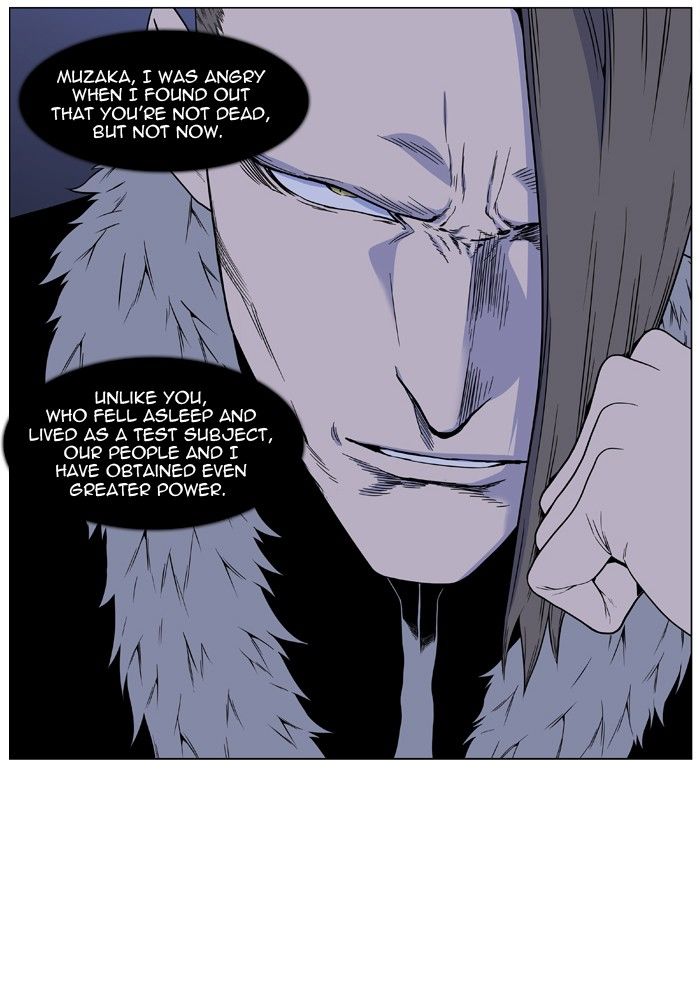 MUZAKA, I WAS ANGRY
WHEN I FOUND OUT
THAT YOU'RE NOT DEAD,
BUT NOT NOW.
UNLIKE YOU,
WHO FELL ASLEEP AND
LIVED AS A TEST SUBJECT,
OUR PEOPLE AND I
HAVE OBTAINED EVEN
GREATER POWER.